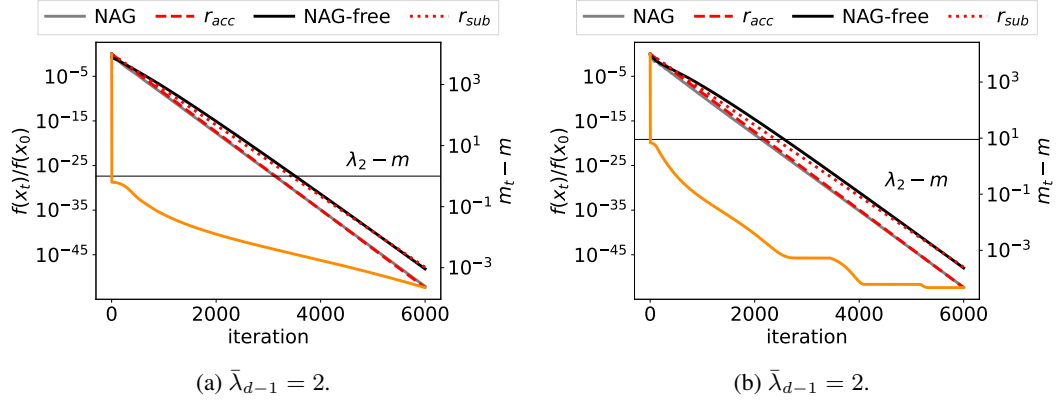 NAG r_acc NAG-free r_sub
10^-5
10^-15
10^-25
10^-35
10^-45
f(x_t)/f(x_0)
λ_2 − m
10^3
10^1
10^-1
10^-3
m_t − m
0 2000 4000 6000
iteration
(a) λ̄_{d−1} = 2.
NAG r_acc NAG-free r_sub
10^-5
10^-15
10^-25
10^-35
10^-45
f(x_t)/f(x_0)
λ_2 − m
10^3
10^1
10^-1
10^-3
m_t − m
0 2000 4000 6000
iteration
(b) λ̄_{d−1} = 2.